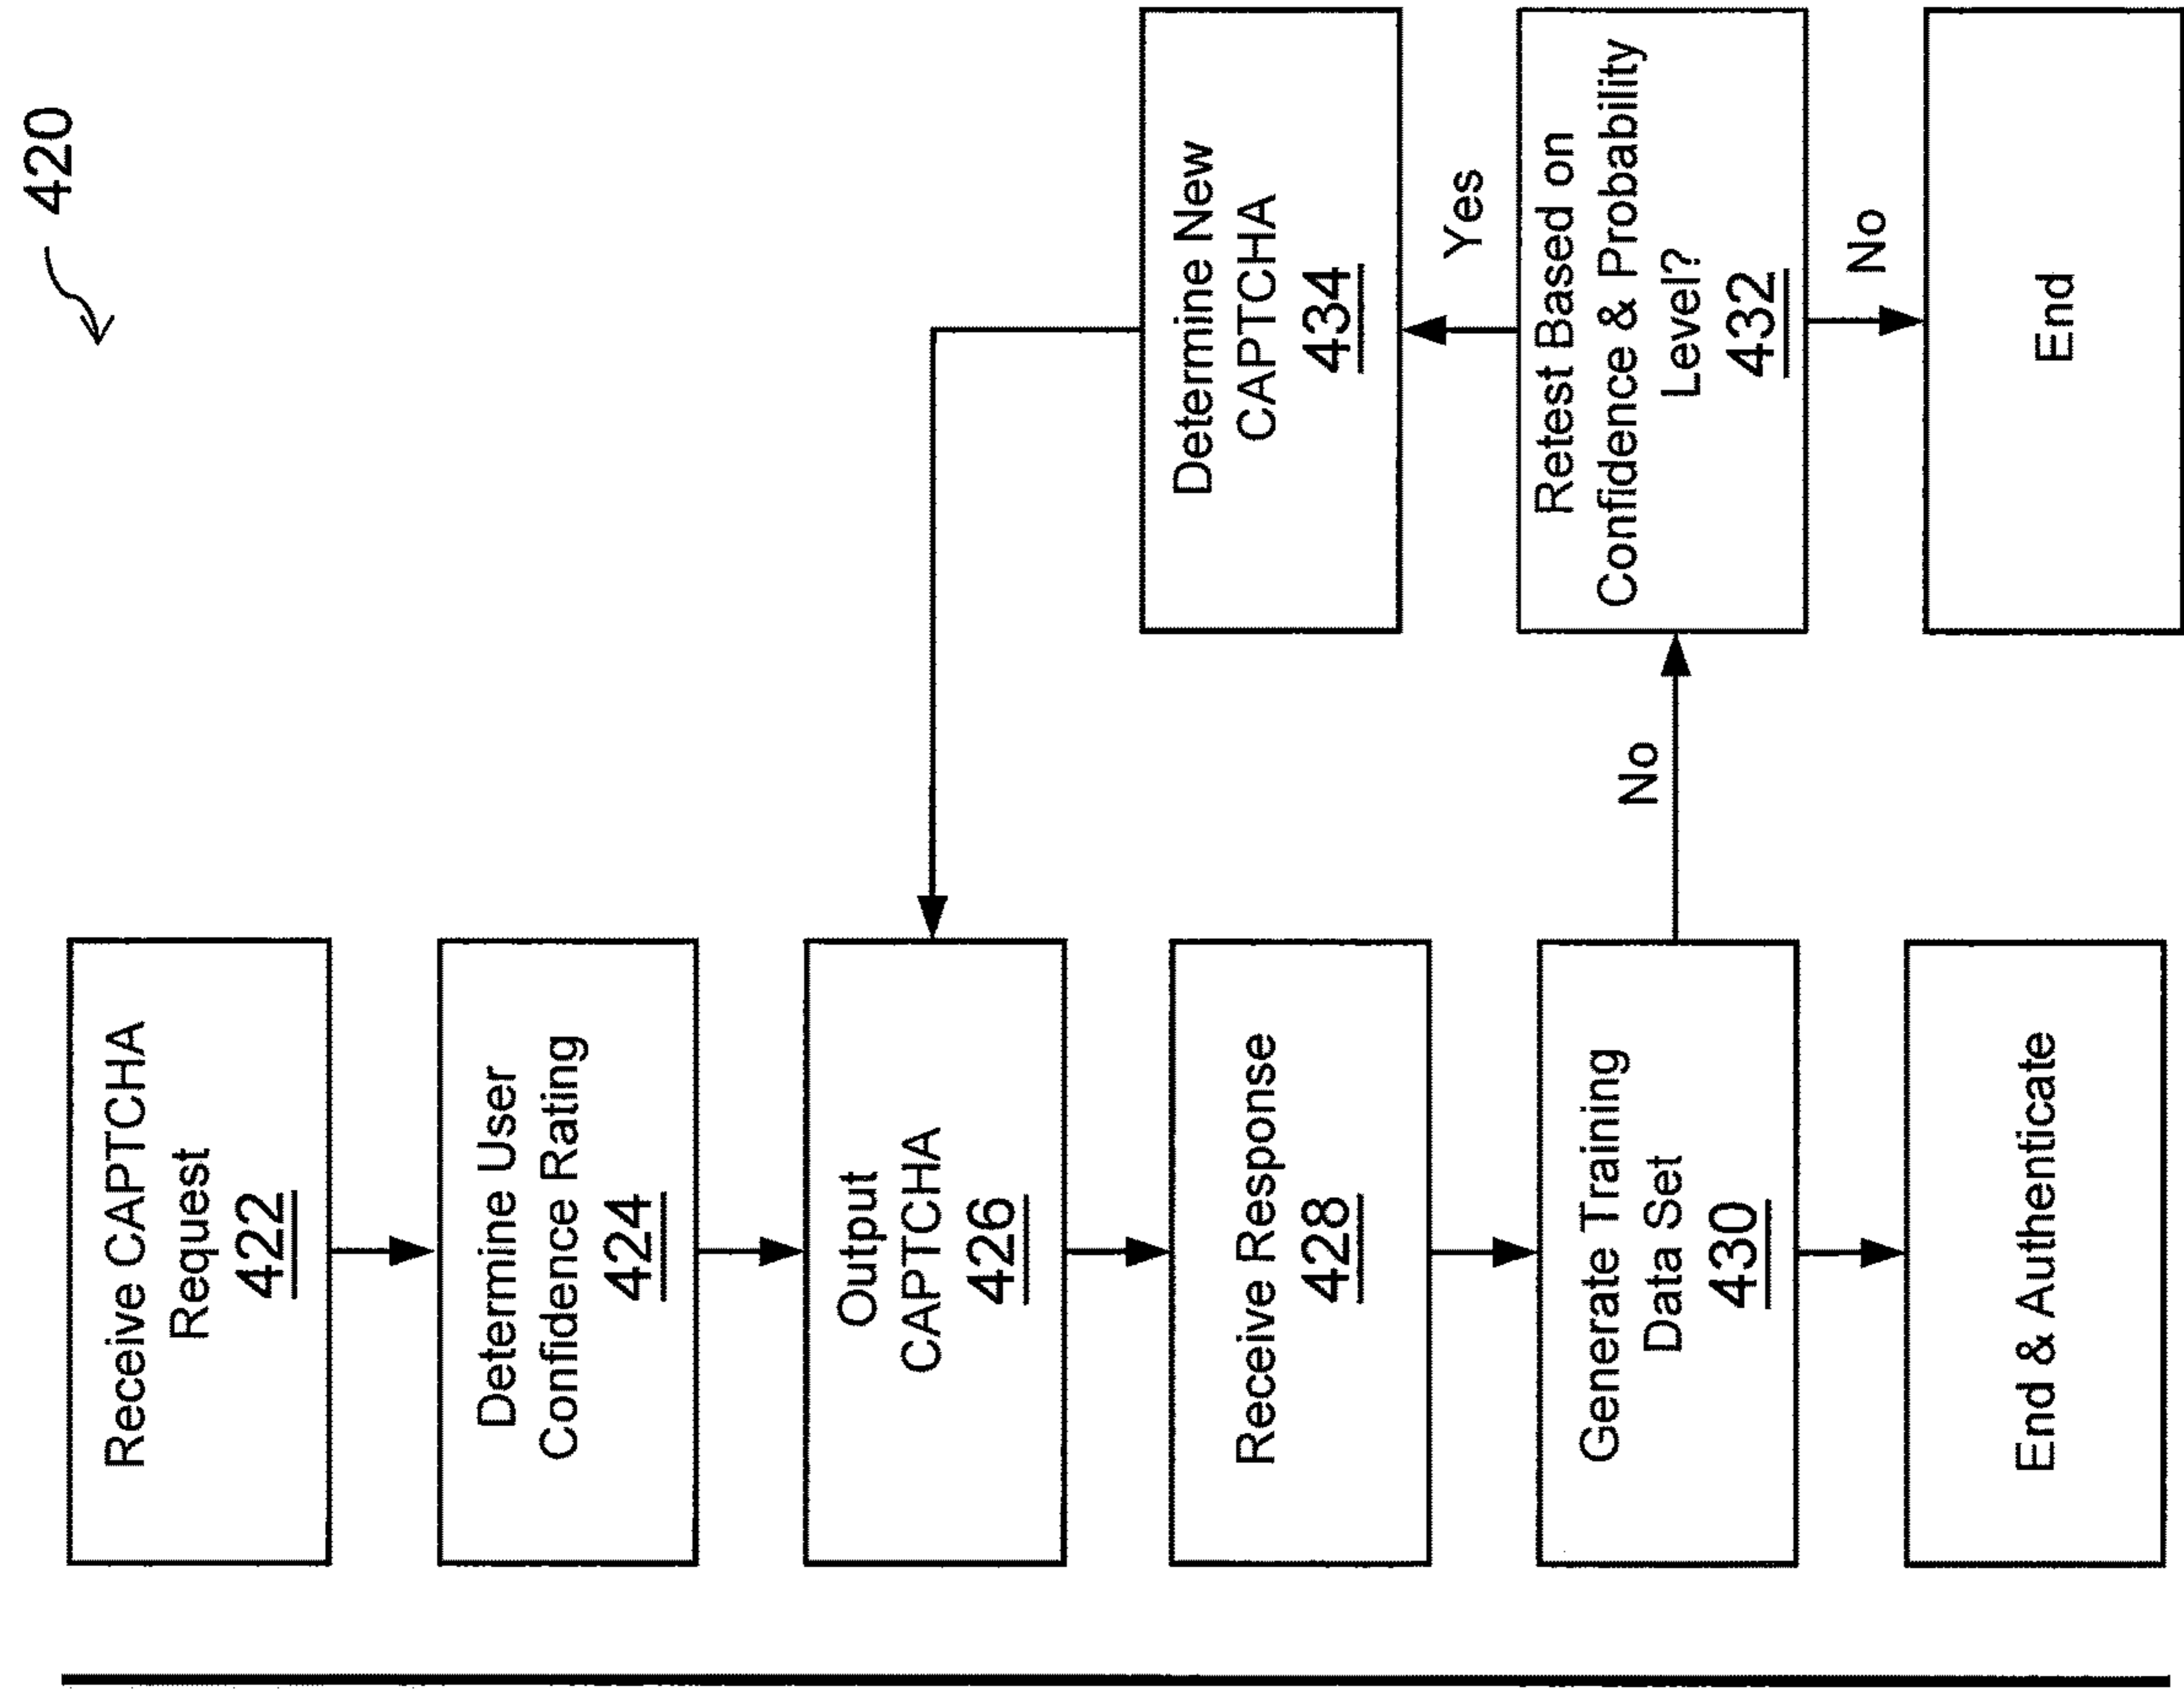 420
Receive CAPTCHA
Request
422
Determine User
Confidence Rating
424
Output
CAPTCHA
426
Receive Response
428
Generate Training
Data Set
430
End & Authenticate
No
Determine New
CAPTCHA
434
Yes
Retest Based on
Confidence & Probability
Level?
432
No
End